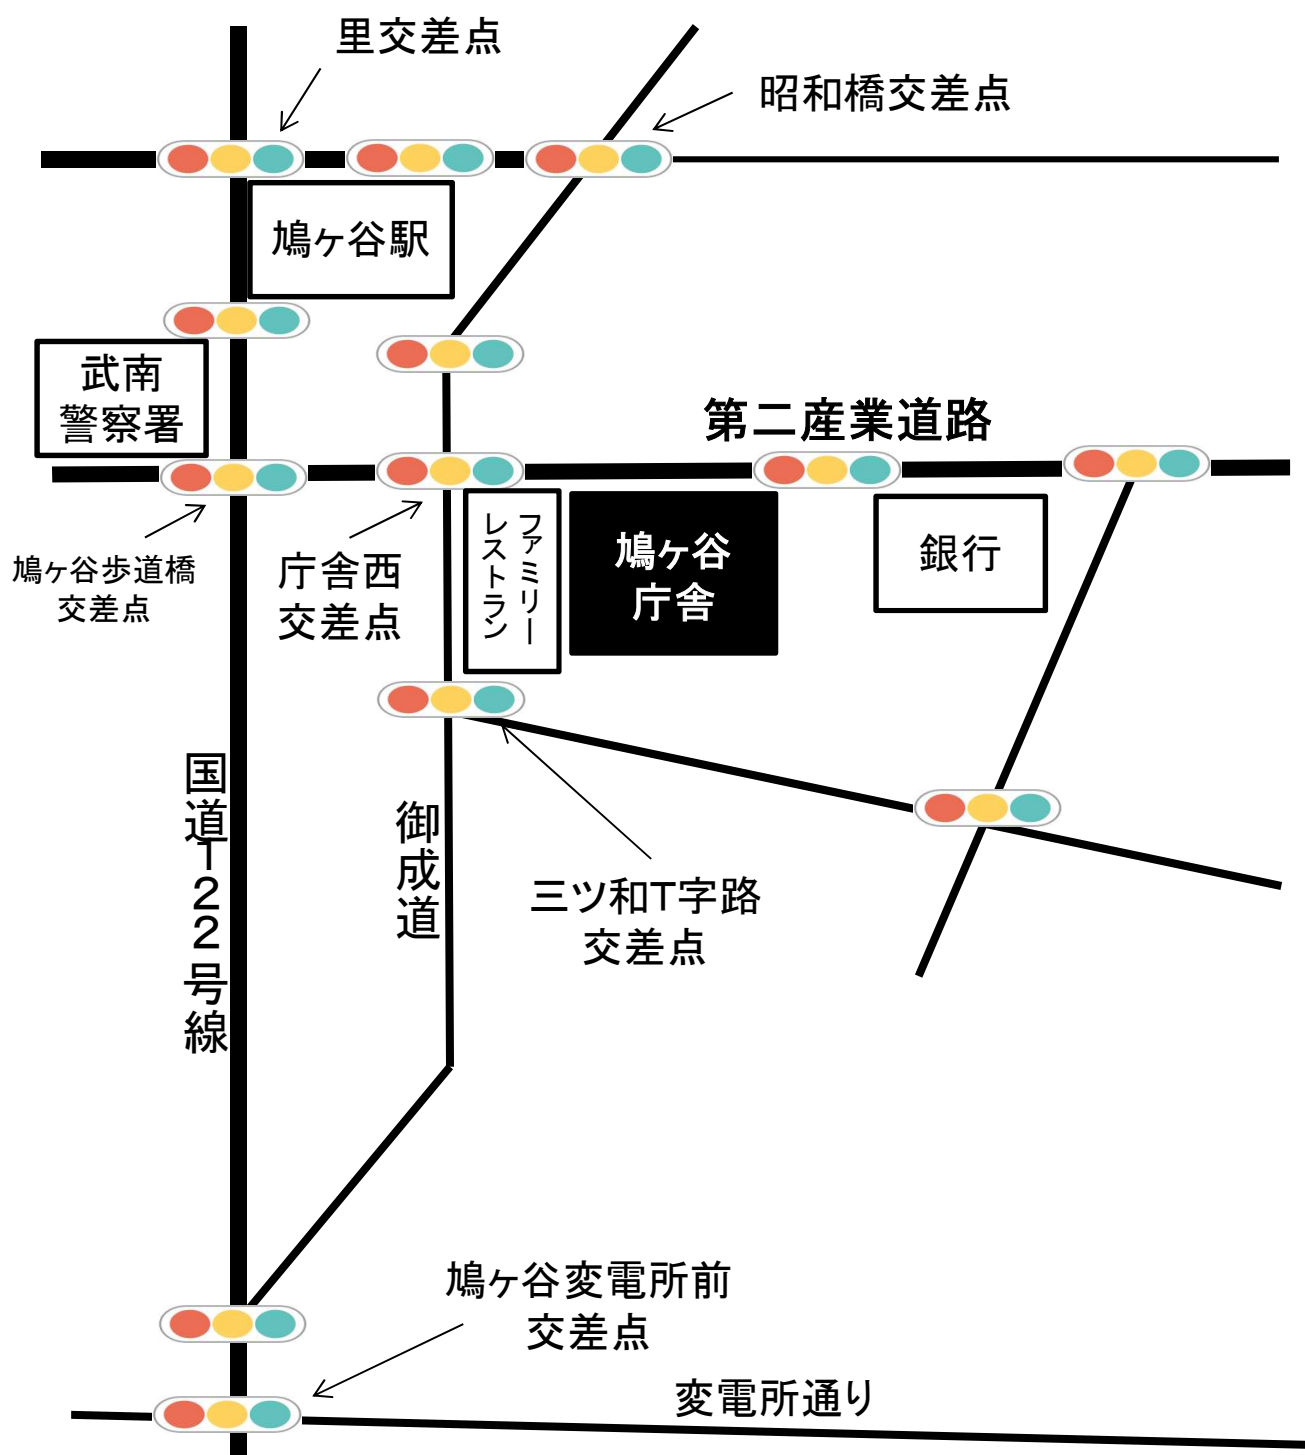 里交差点
昭和橋交差点
鳩ヶ谷駅
武南
警察署
第二産業道路
鳩ヶ谷歩道橋
交差点
庁舎西
交差点
ファミリー
レストラン
鳩ヶ谷
庁舎
銀行
国道122号線
御成道
三ツ和T字路
交差点
鳩ヶ谷変電所前
交差点
変電所通り